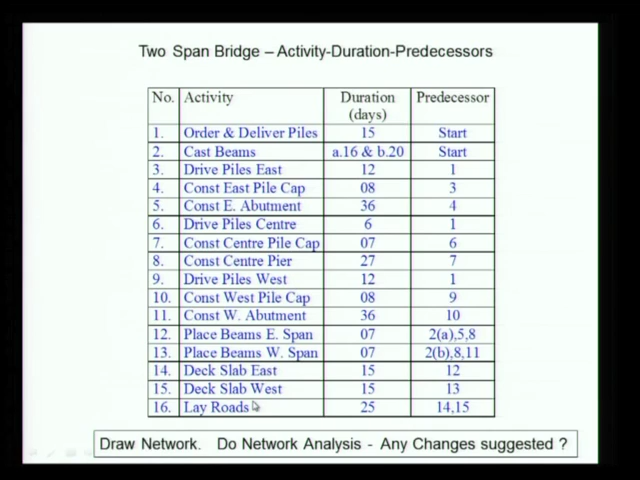 Two Span Bridge – Activity-Duration-Predecessors
No. Activity Duration (days) Predecessor
1. Order & Deliver Piles 15 Start
2. Cast Beams a.16 & b.20 Start
3. Drive Piles East 12 1
4. Const East Pile Cap 08 3
5. Const E. Abutment 36 4
6. Drive Piles Centre 6 1
7. Const Centre Pile Cap 07 6
8. Const Centre Pier 27 7
9. Drive Piles West 12 1
10. Const West Pile Cap 08 9
11. Const W. Abutment 36 10
12. Place Beams E. Span 07 2(a),5,8
13. Place Beams W. Span 07 2(b),8,11
14. Deck Slab East 15 12
15. Deck Slab West 15 13
16. Lay Roads 25 14,15
Draw Network. Do Network Analysis - Any Changes suggested ?